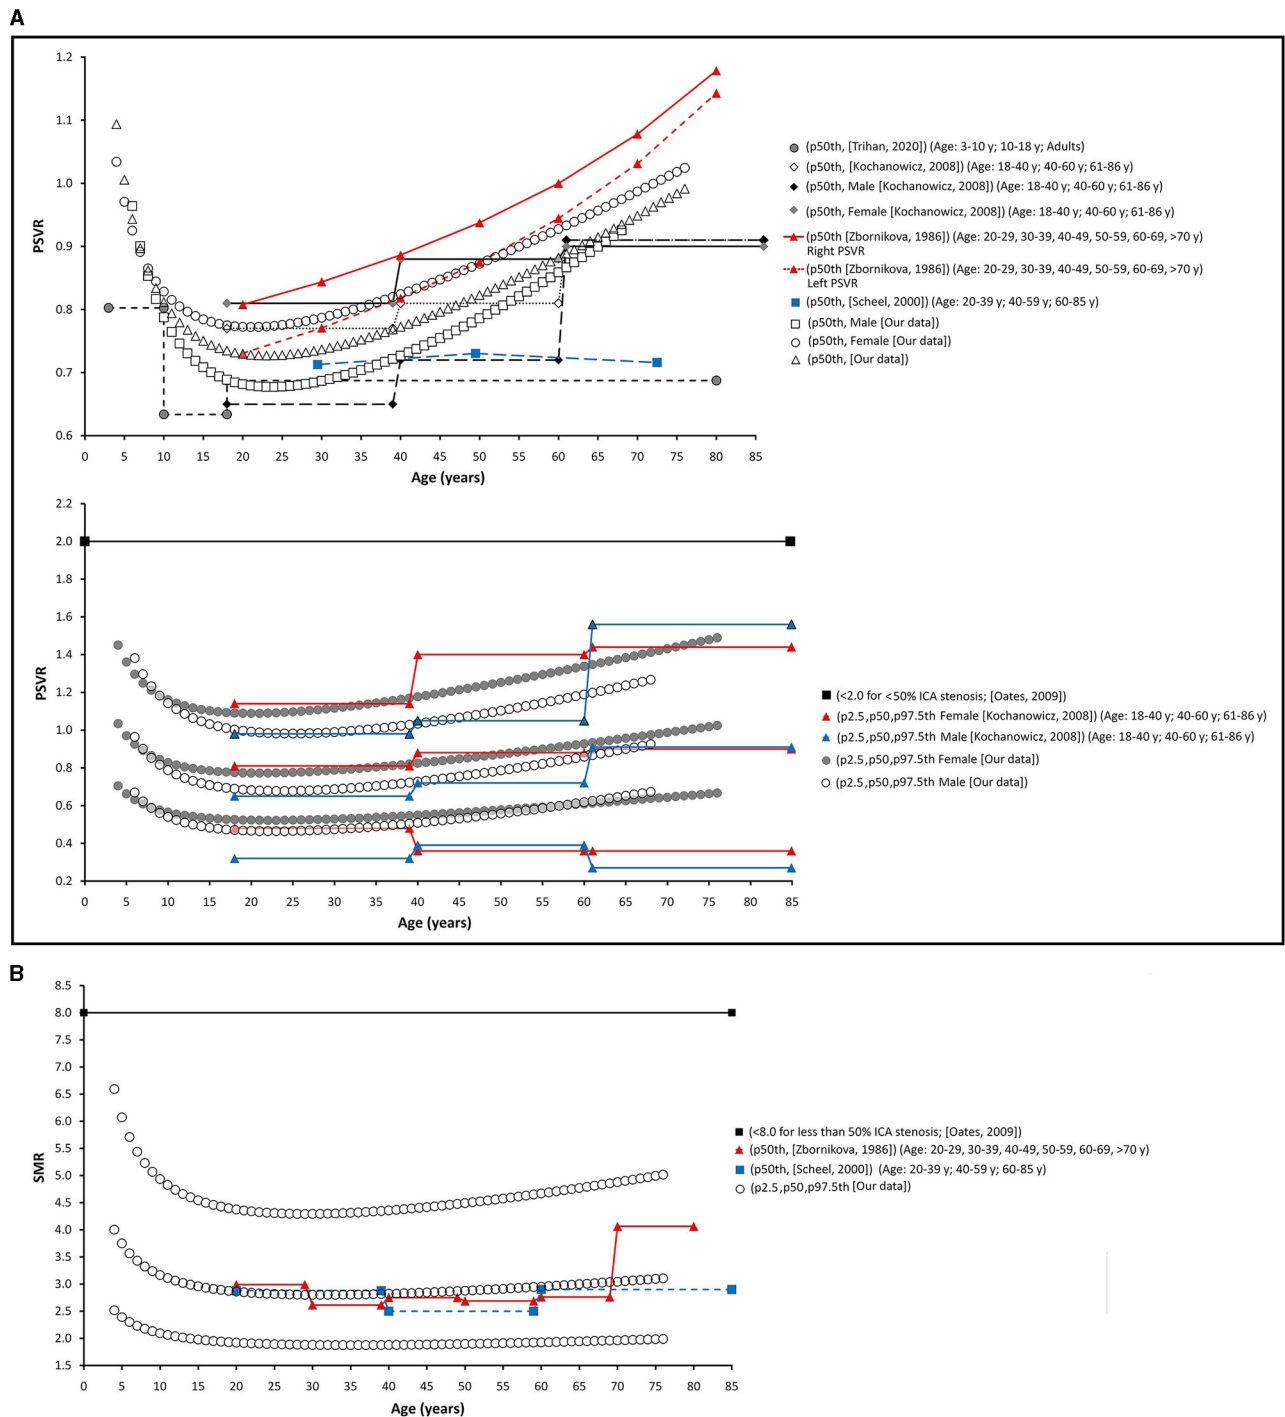 A
1.2
1.1
1.0
0.9
0.8
0.7
0.6
PSVR
0 5 10 15 20 25 30 35 40 45 50 55 60 65 70 75 80 85
Age (years)
(p50th, [Trihan, 2020]) (Age: 3-10 y; 10-18 y; Adults)
(p50th, [Kochanowicz, 2008]) (Age: 18-40 y; 40-60 y; 61-86 y)
(p50th, Male [Kochanowicz, 2008]) (Age: 18-40 y; 40-60 y; 61-86 y)
(p50th, Female [Kochanowicz, 2008]) (Age: 18-40 y; 40-60 y; 61-86 y)
(p50th [Zbornikova, 1986]) (Age: 20-29, 30-39, 40-49, 50-59, 60-69, >70 y)
Right PSVR
(p50th [Zbornikova, 1986]) (Age: 20-29, 30-39, 40-49, 50-59, 60-69, >70 y)
Left PSVR
(p50th, [Scheel, 2000]) (Age: 20-39 y; 40-59 y; 60-85 y)
(p50th, Male [Our data])
(p50th, Female [Our data])
(p50th, [Our data])
2.2
2.0
1.8
1.6
1.4
1.2
1.0
0.8
0.6
0.4
0.2
PSVR
0 5 10 15 20 25 30 35 40 45 50 55 60 65 70 75 80 85
Age (years)
(<2.0 for <50% ICA stenosis; [Oates, 2009])
(p2.5,p50,p97.5th Female [Kochanowicz, 2008]) (Age: 18-40 y; 40-60 y; 61-86 y)
(p2.5,p50,p97.5th Male [Kochanowicz, 2008]) (Age: 18-40 y; 40-60 y; 61-86 y)
(p2.5,p50,p97.5th Female [Our data])
(p2.5,p50,p97.5th Male [Our data])
B
8.5
8.0
7.5
7.0
6.5
6.0
5.5
5.0
4.5
4.0
3.5
3.0
2.5
2.0
1.5
SMR
0 5 10 15 20 25 30 35 40 45 50 55 60 65 70 75 80 85
Age (years)
(<8.0 for less than 50% ICA stenosis; [Oates, 2009])
(p50th, [Zbornikova, 1986]) (Age: 20-29, 30-39, 40-49, 50-59, 60-69, >70 y)
(p50th, [Scheel, 2000]) (Age: 20-39 y; 40-59 y; 60-85 y)
(p2.5,p50,p97.5th [Our data])